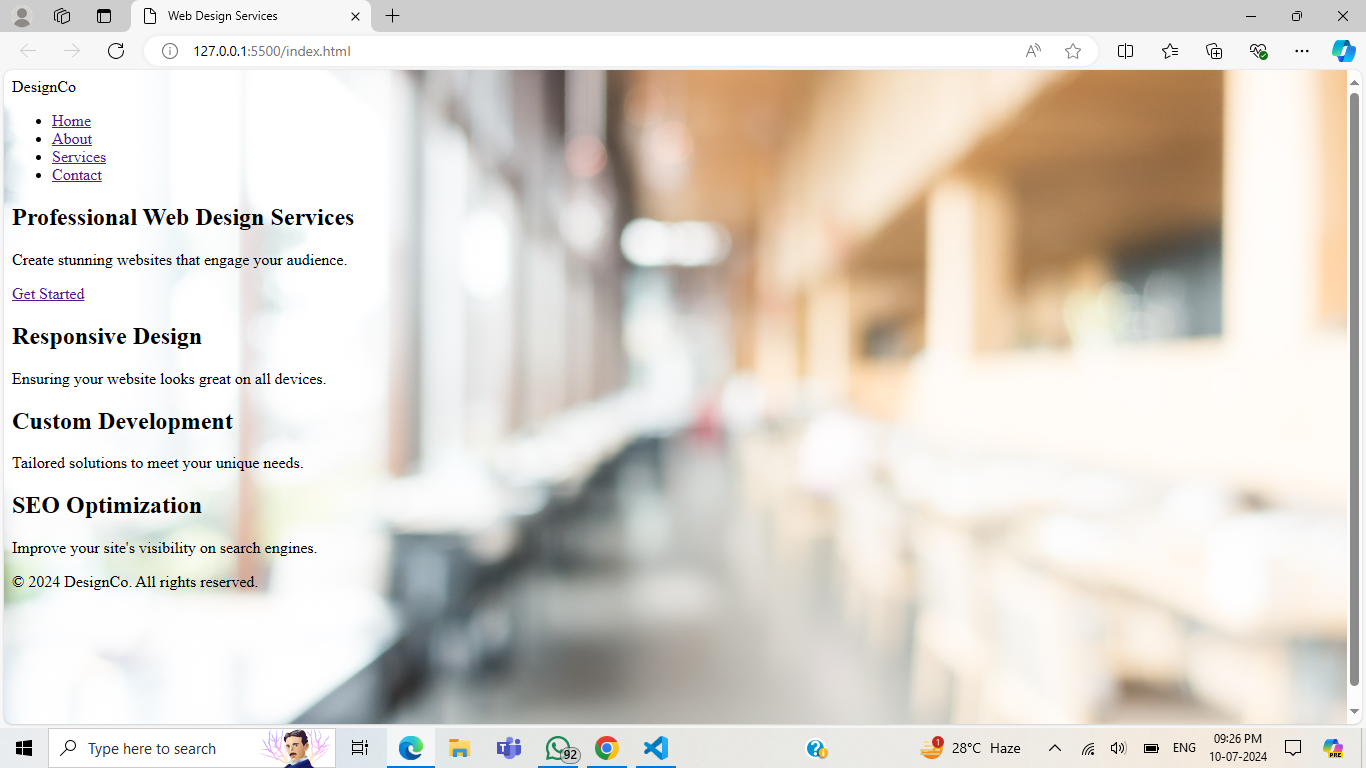 Web Design Services
127.0.0.1:5500/index.html
DesignCo
Home
About
Services
Contact
Professional Web Design Services
Create stunning websites that engage your audience.
Get Started
Responsive Design
Ensuring your website looks great on all devices.
Custom Development
Tailored solutions to meet your unique needs.
SEO Optimization
Improve your site's visibility on search engines.
© 2024 DesignCo. All rights reserved.
Type here to search
92
1
28°C Haze
ENG
09:26 PM
10-07-2024
PRE